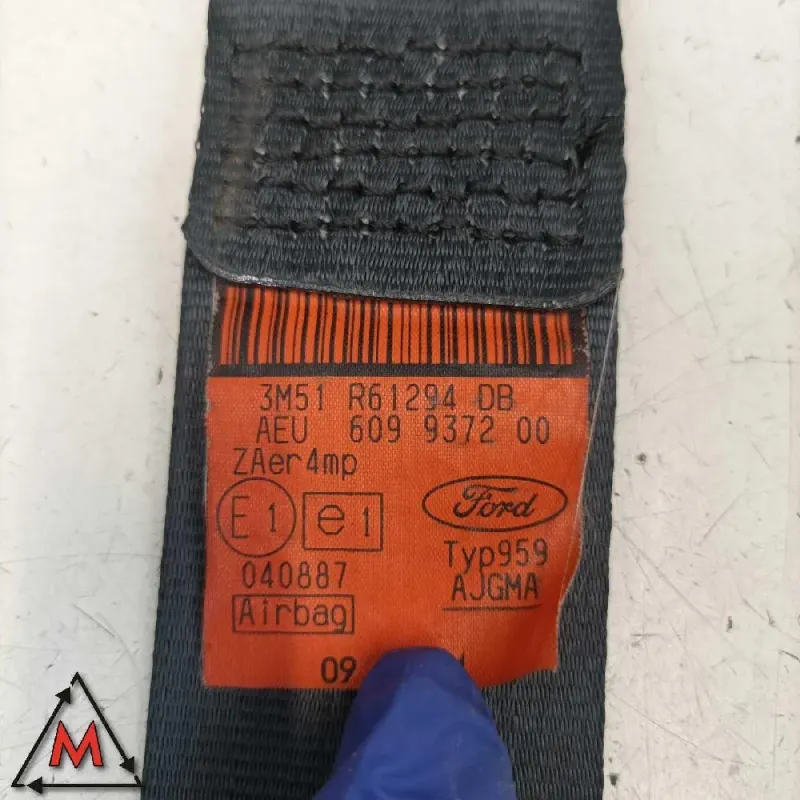 3M51 R61294 DB
AEU 609 9372 00
ZAer4mp
E1 e1 Ford
Typ959
040887 AJGMA
Airbag
09
M